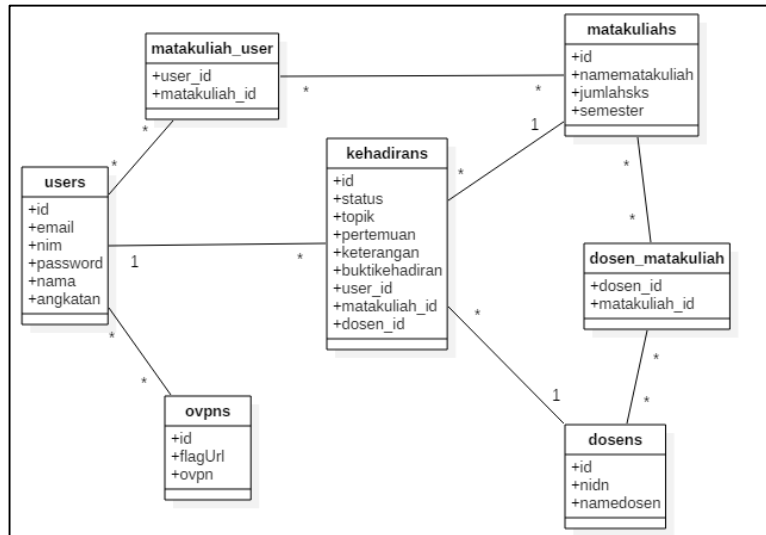 matakuliah_user
+user_id
+matakuliah_id
*
*
*
*
matakuliahs
+id
+namematakuliah
+jumlahsks
+semester
1
*
*
*
kehadirans
+id
+status
+topik
+pertemuan
+keterangan
+buktikehadiran
+user_id
+matakuliah_id
+dosen_id
users
+id
+email
+nim
+password
+nama
+angkatan
1
*
*
*
dosen_matakuliah
+dosen_id
+matakuliah_id
*
*
*
1
ovpns
+id
+flagUrl
+ovpn
dosens
+id
+nidn
+namedosen